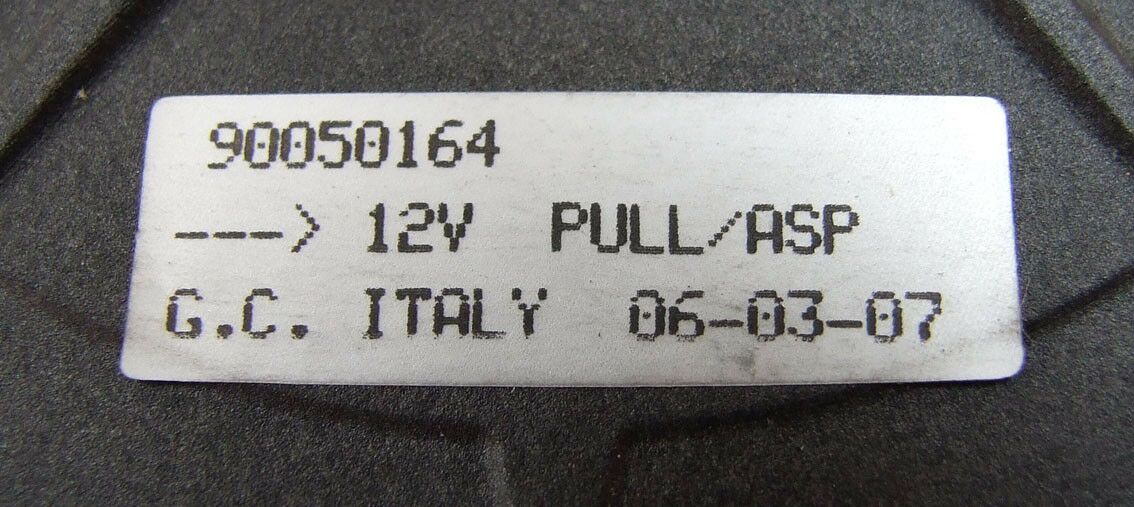 90050164
---> 12V PULL/ASP
G.C. ITALY 06-03-07